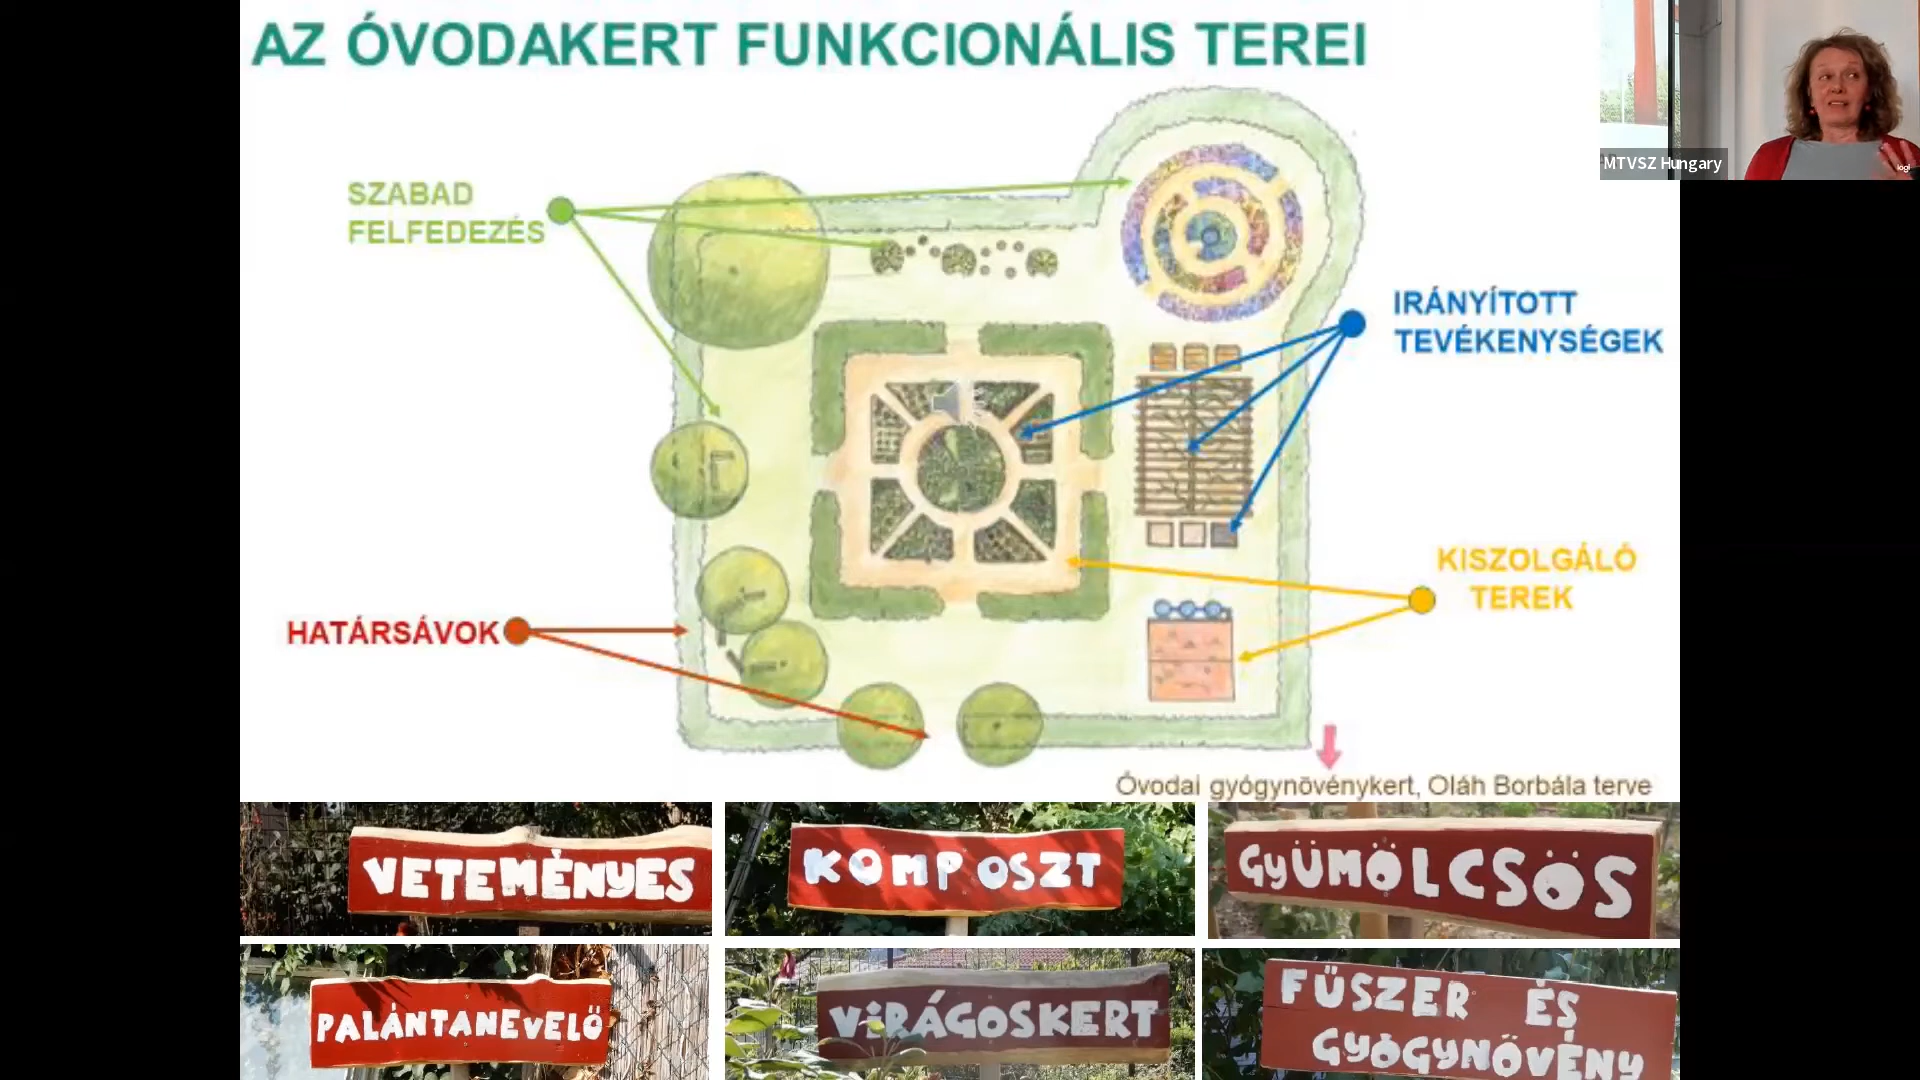 AZ ÓVODAKERT FUNKCIONÁLIS TEREI
MTVSZ Hungary
logi
SZABAD
FELFEDEZÉS
IRÁNYÍTOTT
TEVÉKENYSÉGEK
KISZOLGÁLÓ
TEREK
HATÁRSÁVOK
Óvodai gyógynövénykert, Oláh Borbála terve
VETEMÉNYES
KOMPOSZT
GYÜMÖLCSÖS
PALÁNTANEVELŐ
VIRÁGOSKERT
FŰSZER ÉS
GYÓGYNÖVÉNY